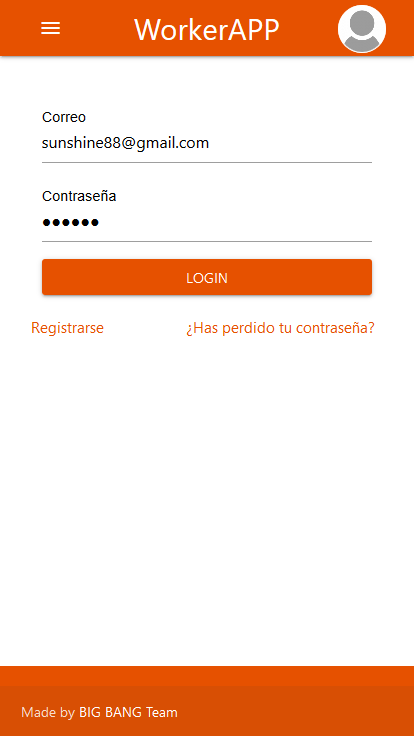 WorkerAPP
Correo
sunshine88@gmail.com
Contraseña
●●●●●●
LOGIN
Registrarse ¿Has perdido tu contraseña?
Made by BIG BANG Team